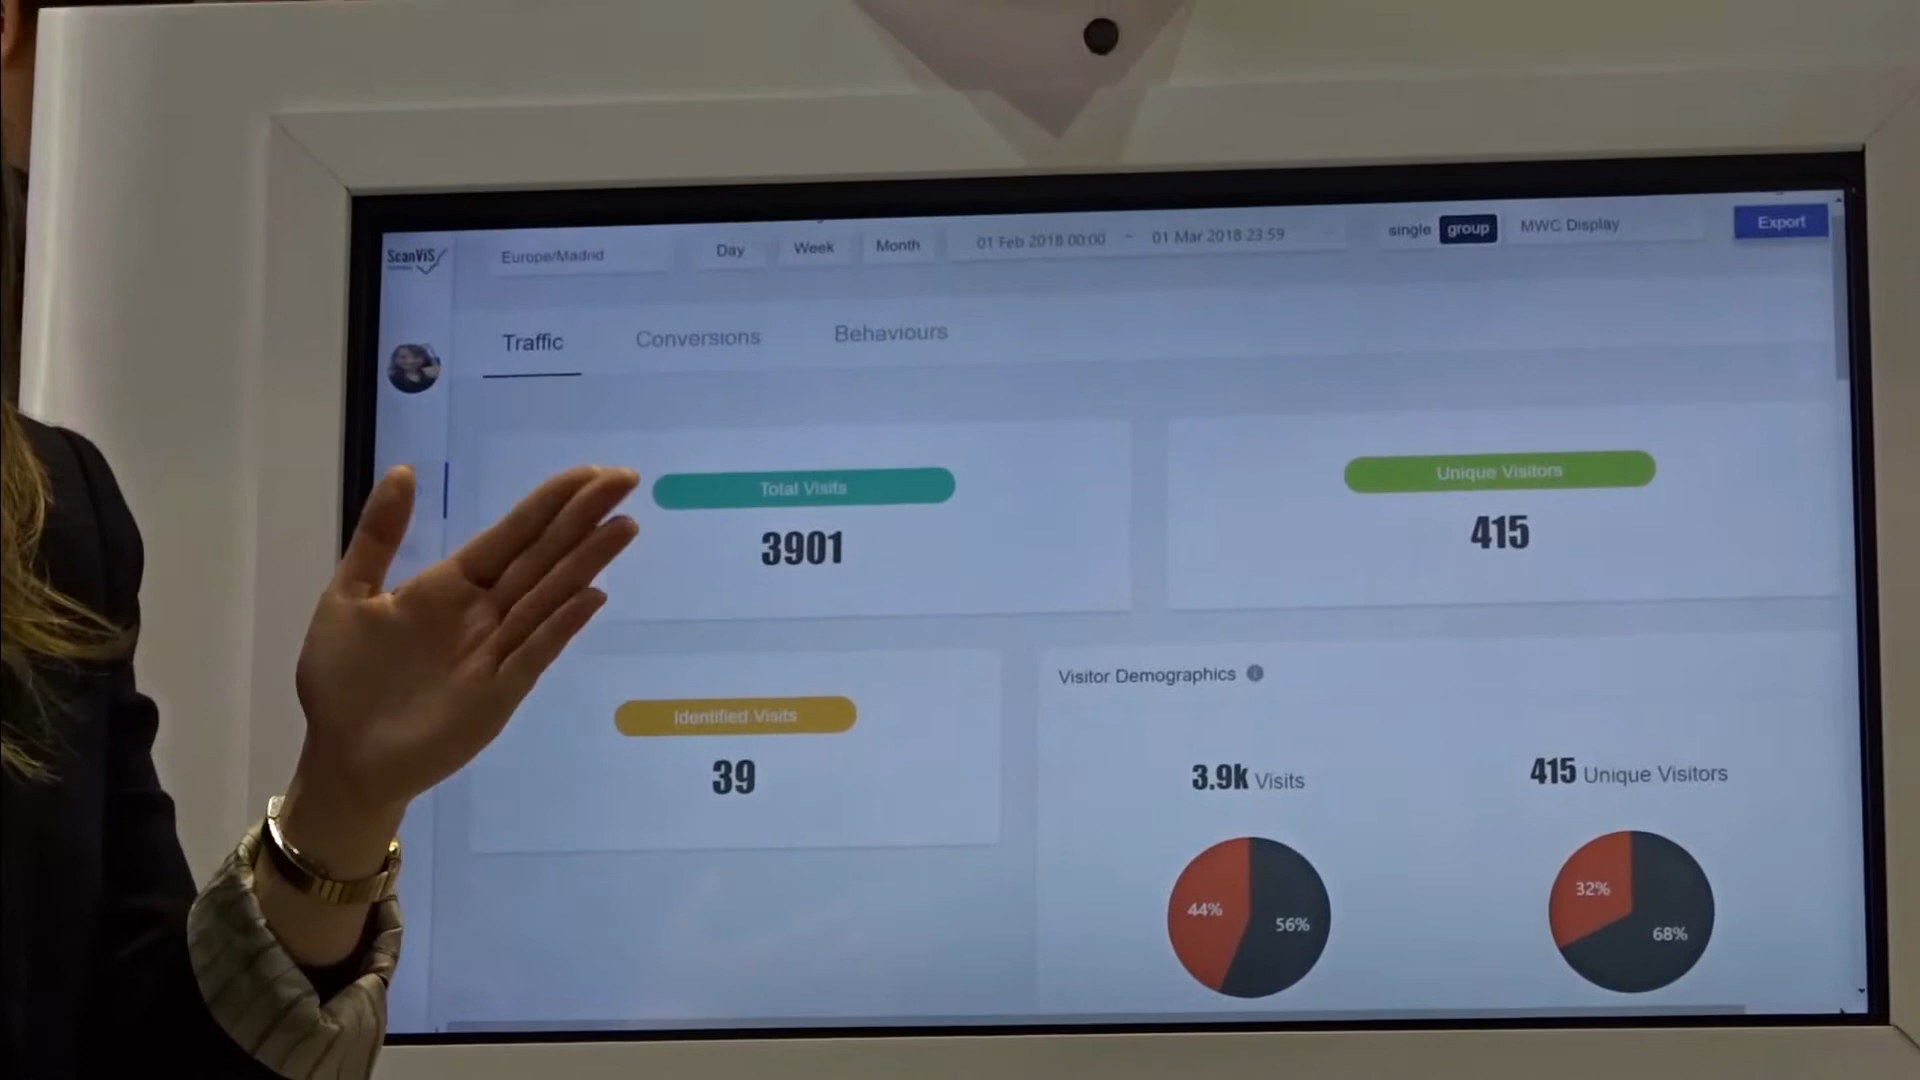 ScanViS
Europe/Madrid
Day
Week
Month
01 Feb 2018 00:00 ~ 01 Mar 2018 23:59
single
group
MWC Display
Export
Traffic
Conversions
Behaviours
Total Visits
3901
Unique Visitors
415
Identified Visits
39
Visitor Demographics
3.9k Visits
44%
56%
415 Unique Visitors
32%
68%